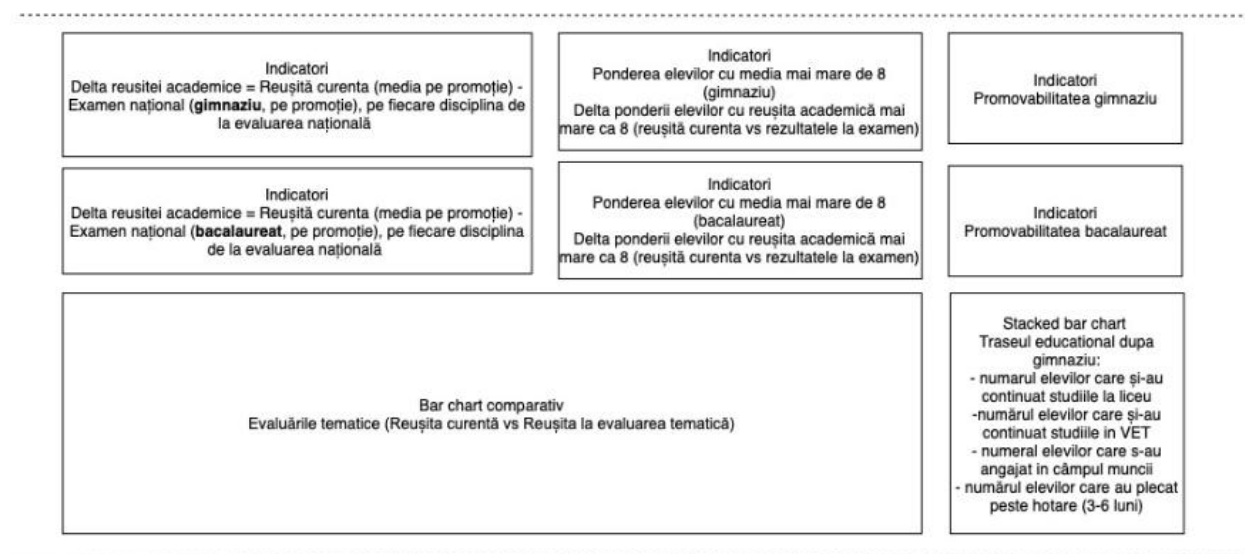 Indicatori
Delta reusitei academice = Reușită curenta (media pe promoție) -
Examen național (gimnaziu, pe promoție), pe fiecare disciplina de
la evaluarea națională
Indicatori
Ponderea elevilor cu media mai mare de 8
(gimnaziu)
Delta ponderii elevilor cu reușita academică mai
mare ca 8 (reușită curenta vs rezultatele la examen)
Indicatori
Promovabilitatea gimnaziu
Indicatori
Delta reusitei academice = Reușită curenta (media pe promoție) -
Examen național (bacalaureat, pe promoție), pe fiecare disciplina
de la evaluarea națională
Indicatori
Ponderea elevilor cu media mai mare de 8
(bacalaureat)
Delta ponderii elevilor cu reușita academică mai
mare ca 8 (reușită curenta vs rezultatele la examen)
Indicatori
Promovabilitatea bacalaureat
Bar chart comparativ
Evaluările tematice (Reușita curentă vs Reușita la evaluarea tematică)
Stacked bar chart
Traseul educational dupa
gimnaziu:
- numarul elevilor care și-au
continuat studiile la liceu
-numărul elevilor care și-au
continuat studiile in VET
- numeral elevilor care s-au
angajat in câmpul muncii
- numărul elevilor care au plecat
peste hotare (3-6 luni)